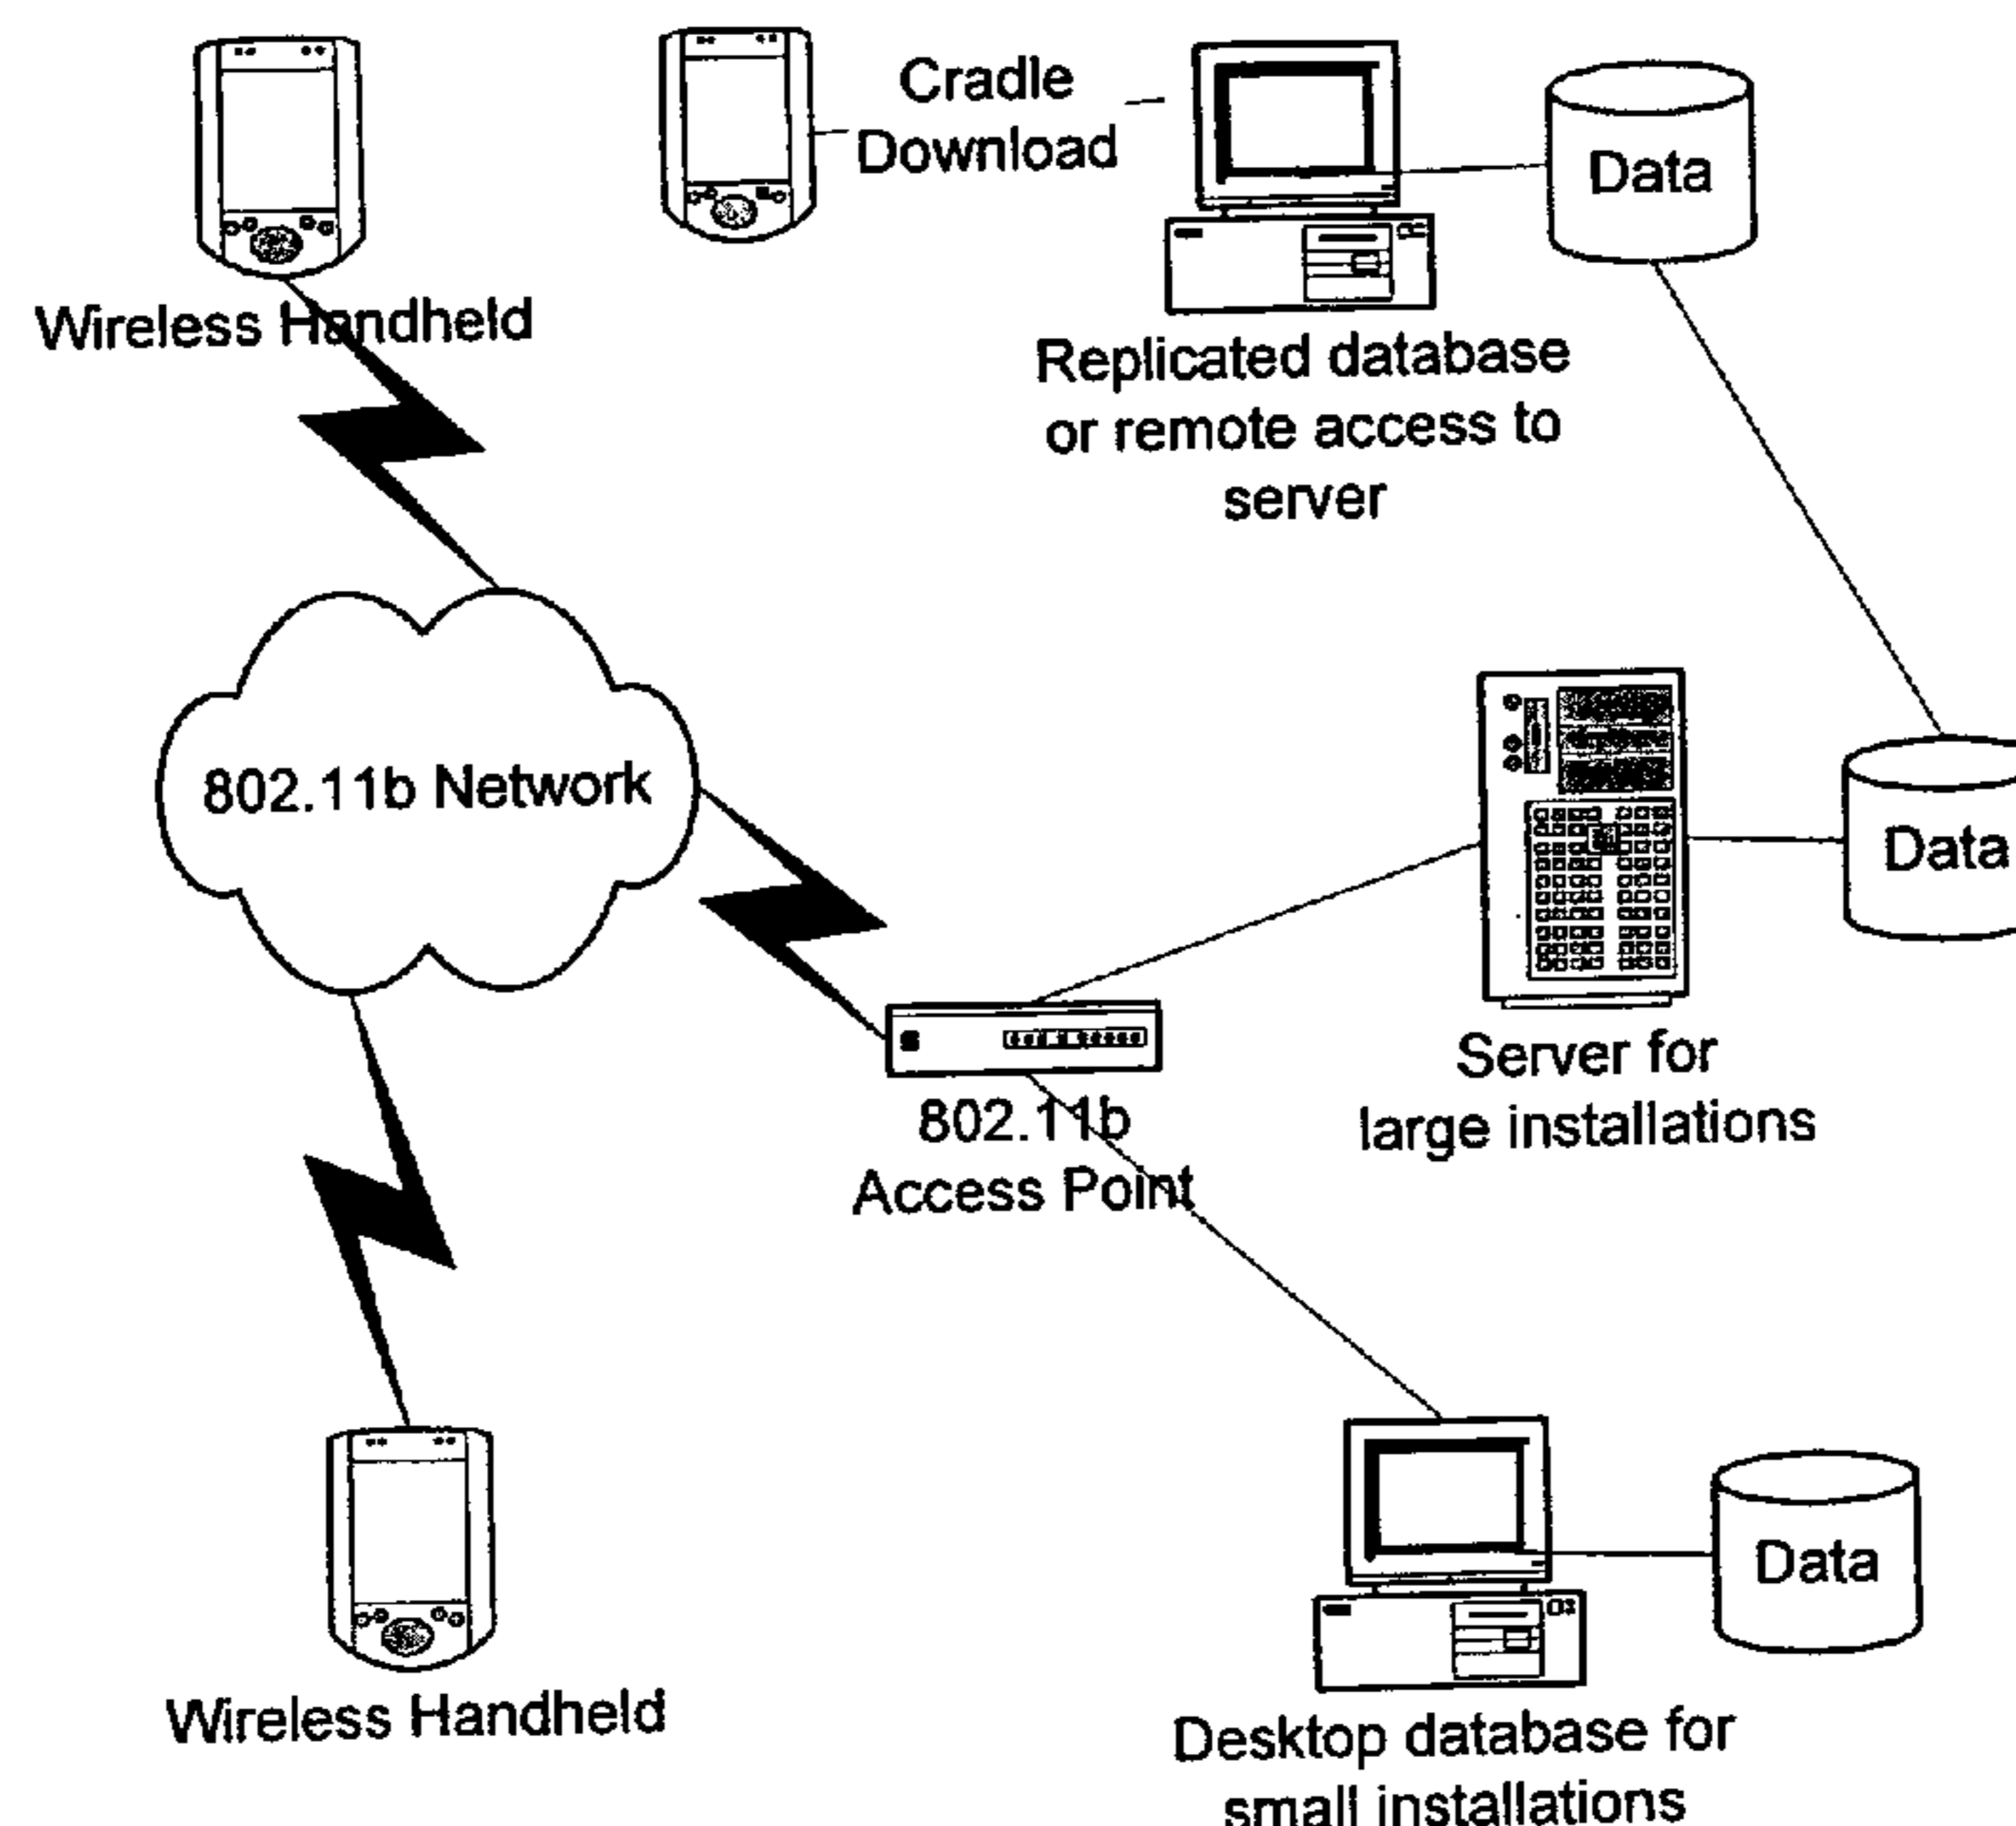 Cradle
Download
Data
Wireless Handheld
Replicated database
or remote access to
server
802.11b Network
Data
Server for
large installations
802.11b
Access Point
Data
Wireless Handheld
Desktop database for
small installations